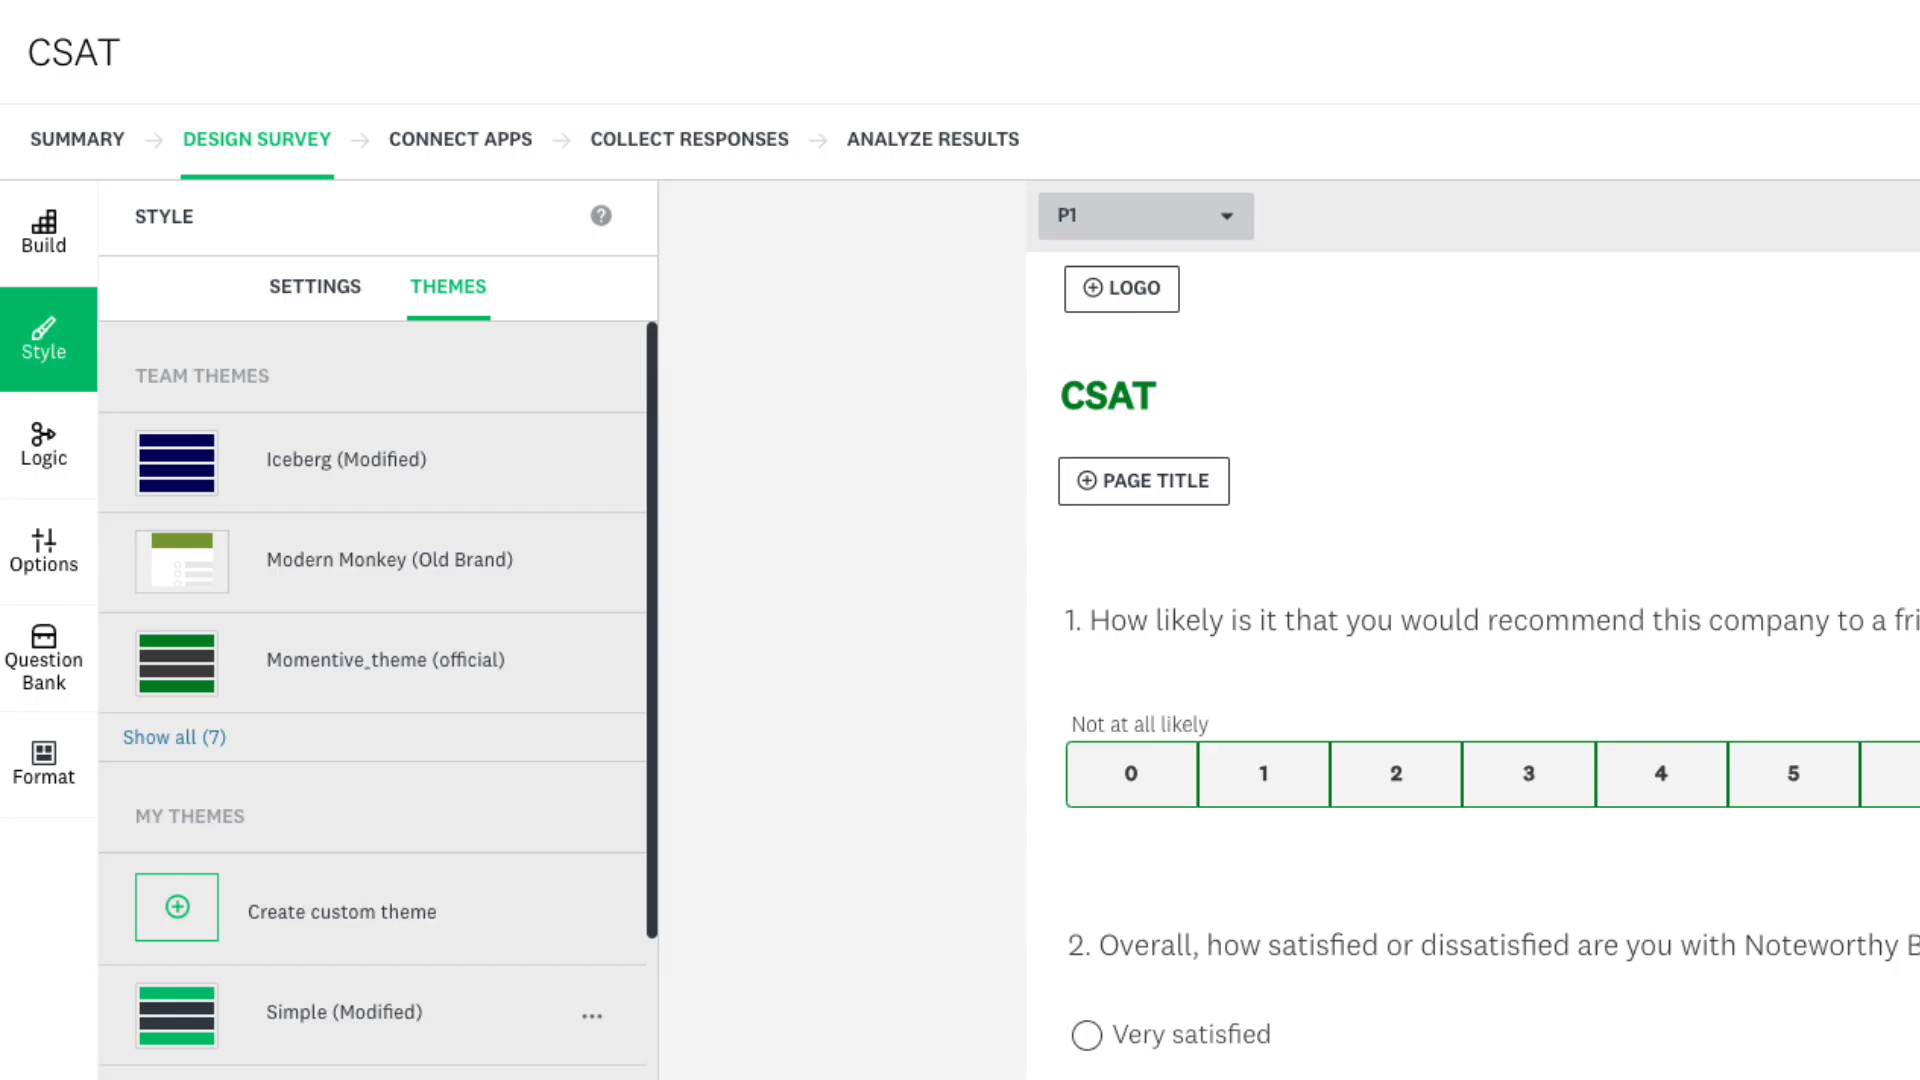 CSAT
SUMMARY
DESIGN SURVEY
CONNECT APPS
COLLECT RESPONSES
ANALYZE RESULTS
Build
Style
Logic
Options
Question
Bank
Format
STYLE
?
SETTINGS
THEMES
TEAM THEMES
Iceberg (Modified)
Modern Monkey (Old Brand)
Momentive_theme (official)
Show all (7)
MY THEMES
Create custom theme
Simple (Modified)
P1
LOGO
CSAT
PAGE TITLE
1. How likely is it that you would recommend this company to a fri
Not at all likely
0 1 2 3 4 5
2. Overall, how satisfied or dissatisfied are you with Noteworthy B
Very satisfied